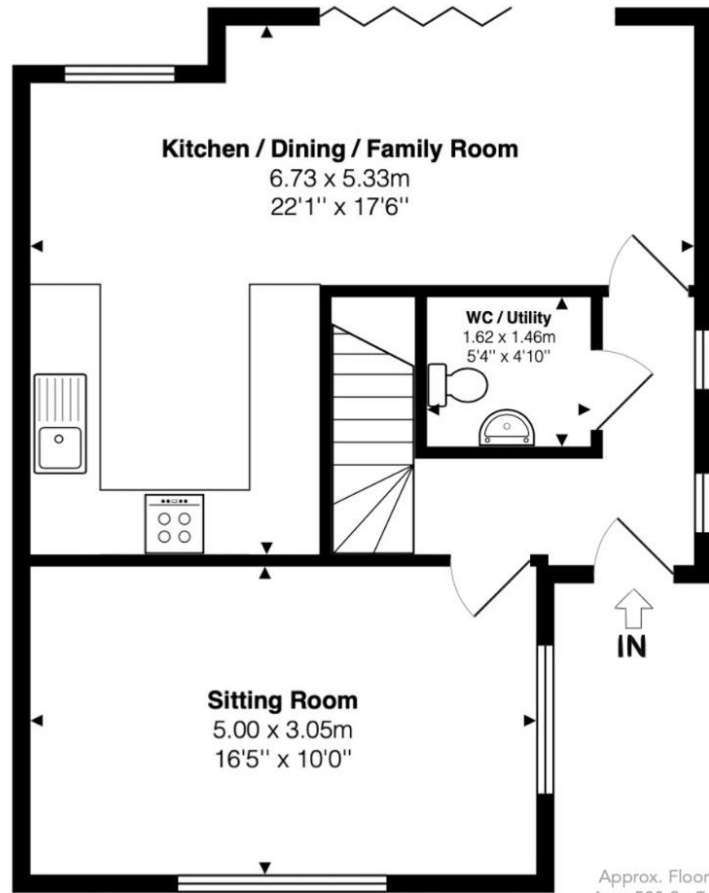 Kitchen / Dining / Family Room
6.73 x 5.33m
22'1'' x 17'6''
WC / Utility
1.62 x 1.46m
5'4'' x 4'10''
IN
Sitting Room
5.00 x 3.05m
16'5'' x 10'0''
Approx. Floor